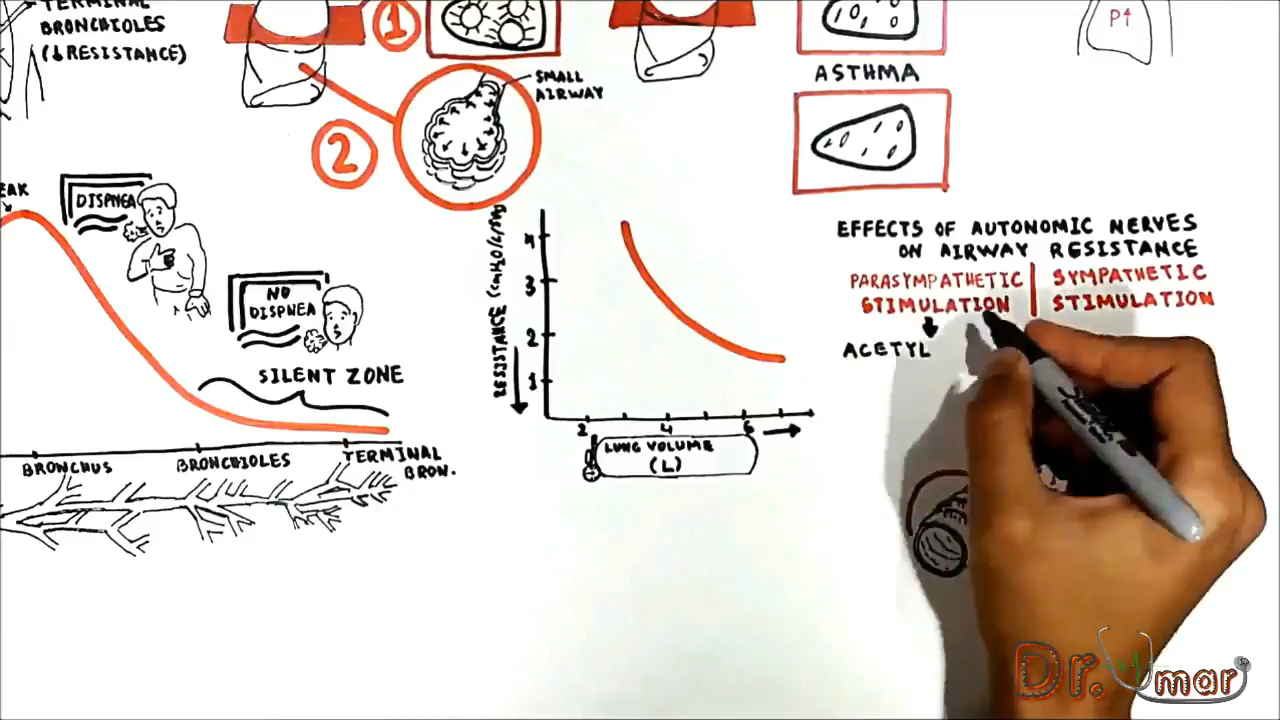 TERMINAL
BRONCHIOLES
(↓RESISTANCE)
1
P↑
ASTHMA
SMALL
AIRWAY
2
DISPNEA
NO
DISPNEA
SILENT ZONE
BRONCHUS
BRONCHIOLES
TERMINAL
BRON.
RESISTANCE
4
3
2
1
2 4 6
LUNG VOLUME
(L)
EFFECTS OF AUTONOMIC NERVES
ON AIRWAY RESISTANCE
PARASYMPATHETIC
STIMULATION
SYMPATHETIC
STIMULATION
ACETYL
Sharpie
Dr. Umar